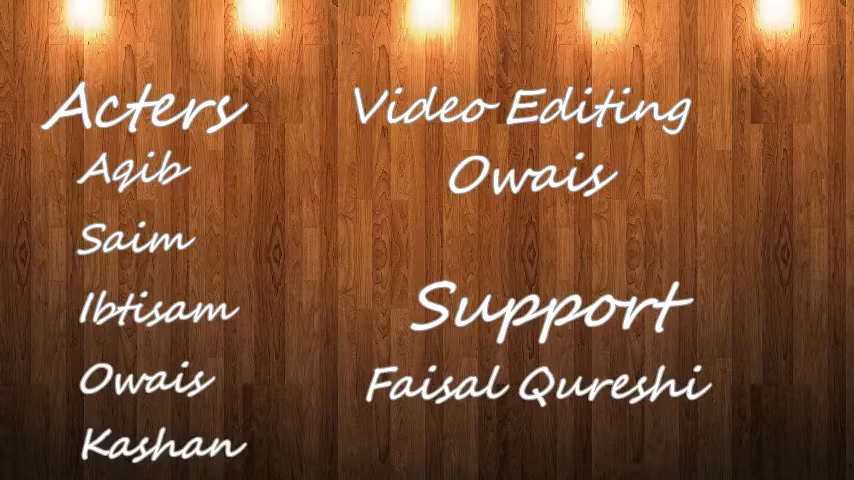 Acters
Aqib
Saim
Ibtisam
Owais
Kashan
Video Editing
Owais
Support
Faisal Qureshi